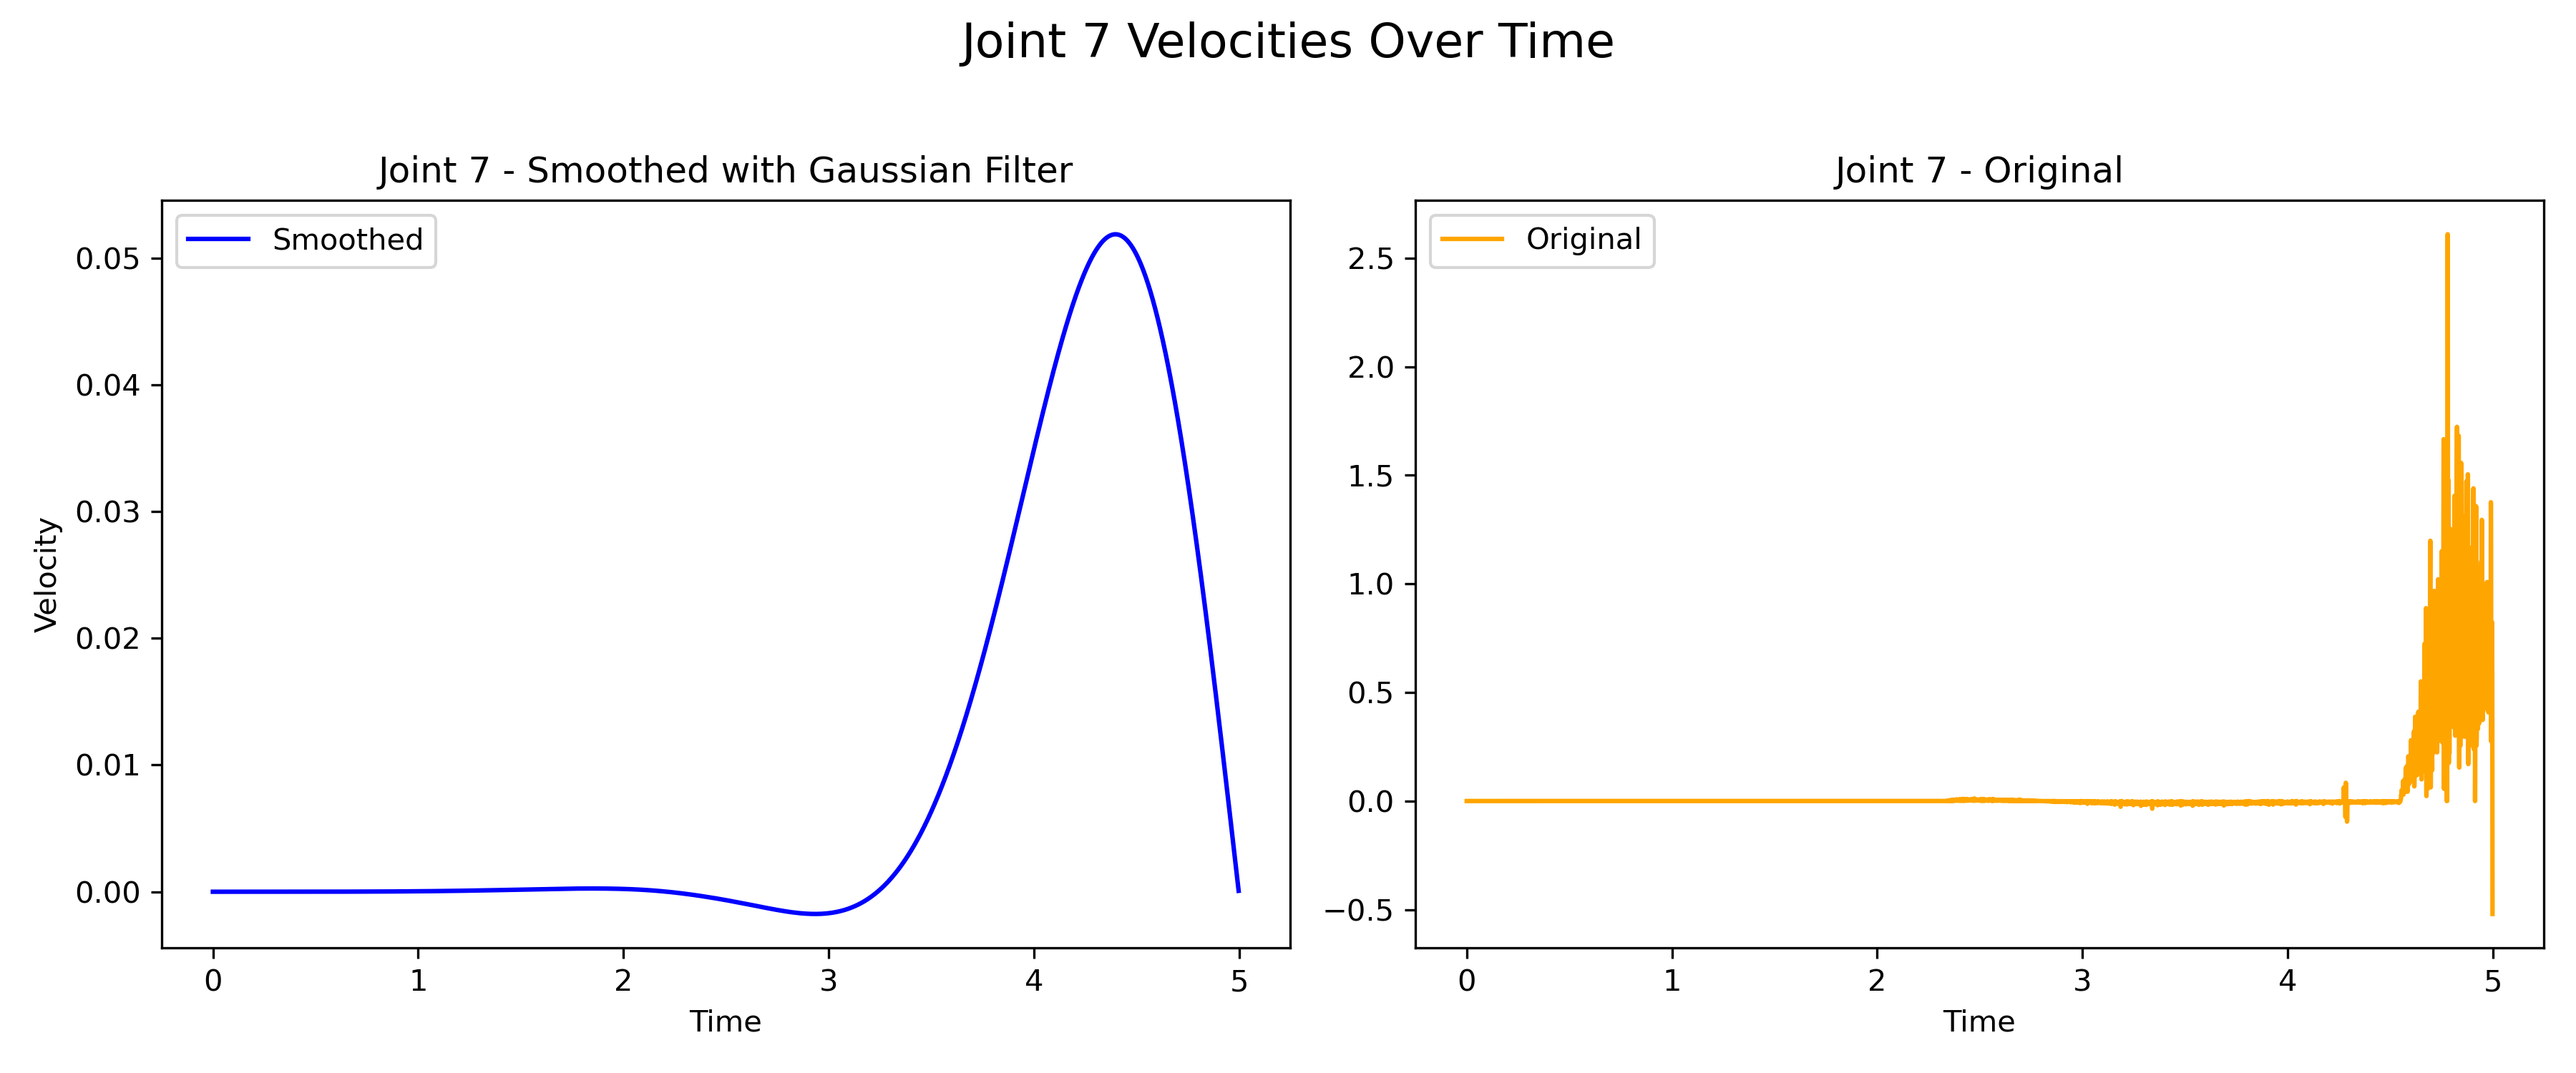 Joint 7 Velocities Over Time
Joint 7 - Smoothed with Gaussian Filter
Smoothed
0.05
0.04
0.03
0.02
0.01
0.00
Velocity
0 1 2 3 4 5
Time
Joint 7 - Original
Original
2.5
2.0
1.5
1.0
0.5
0.0
−0.5
0 1 2 3 4 5
Time